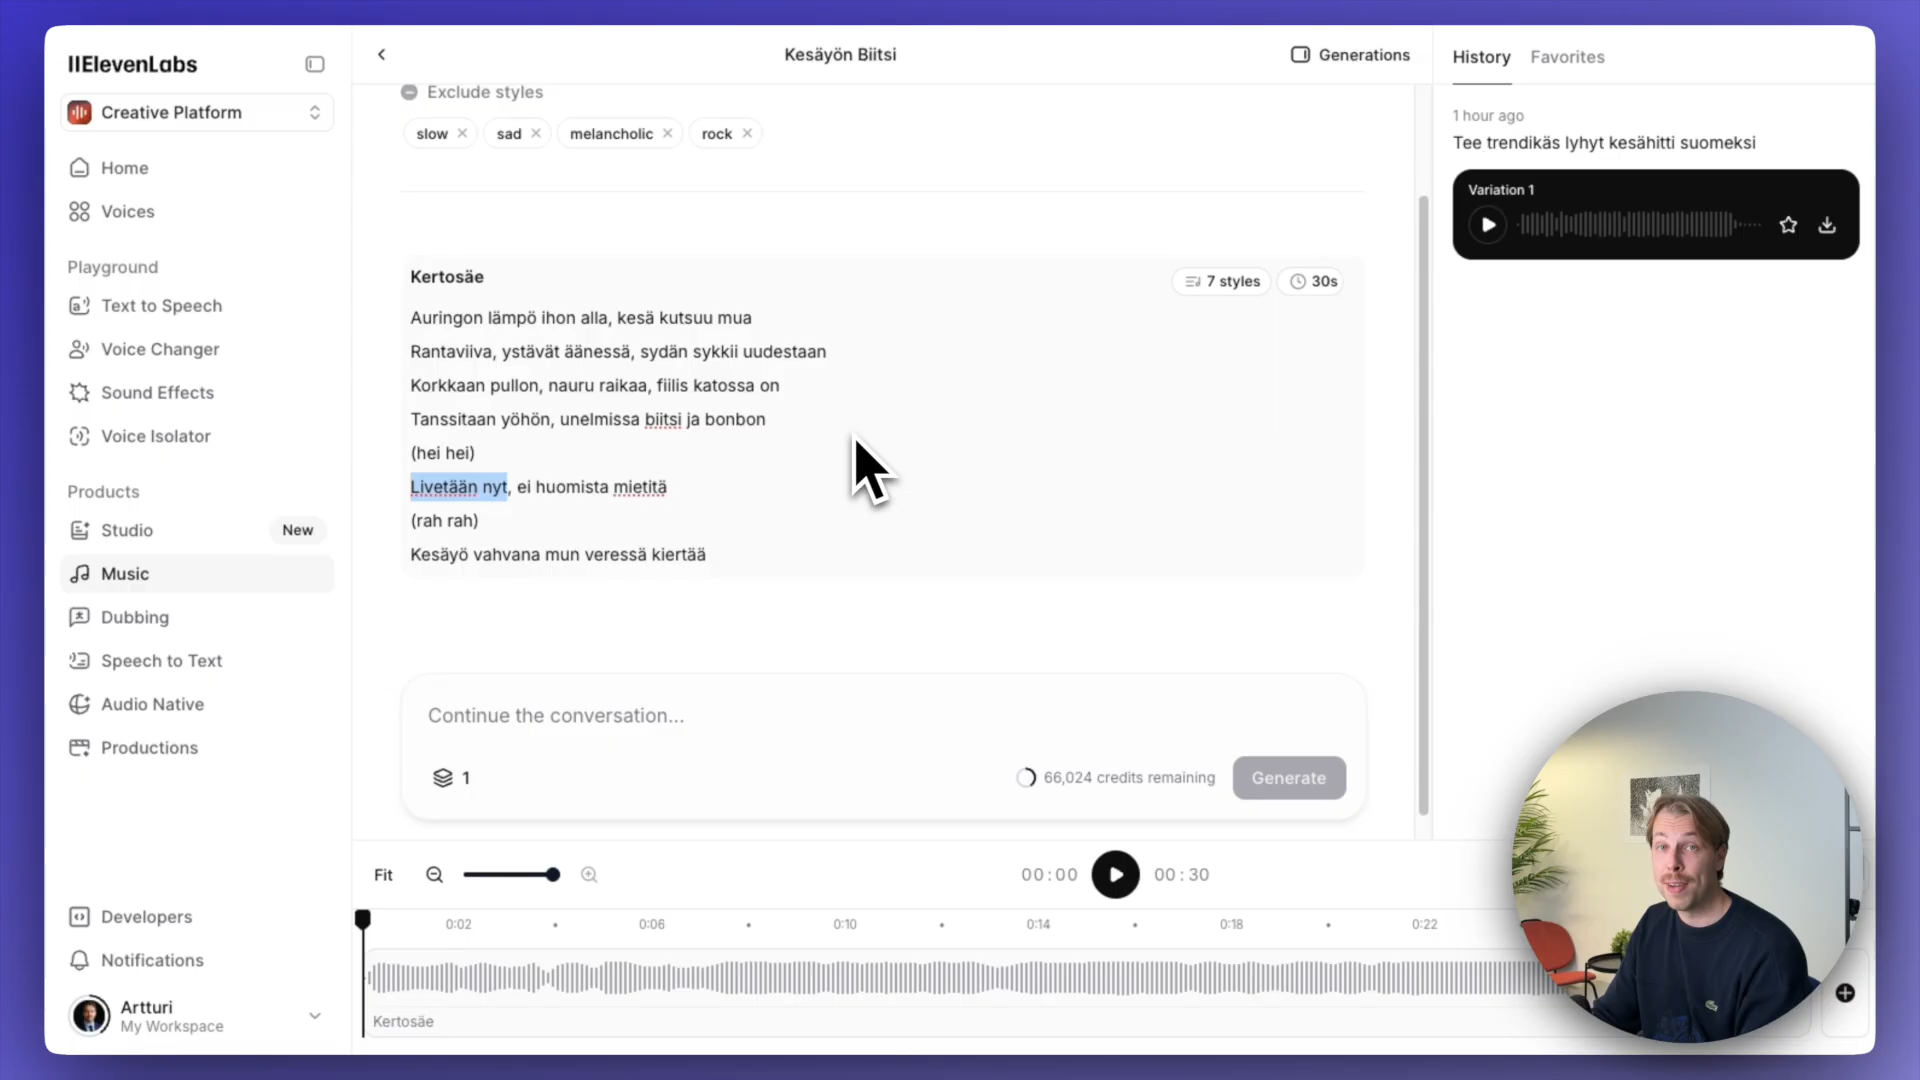 IIElevenLabs
Creative Platform
Home
Voices
Playground
Text to Speech
Voice Changer
Sound Effects
Voice Isolator
Products
Studio
New
Music
Dubbing
Speech to Text
Audio Native
Productions
Developers
Notifications
Artturi
My Workspace
Kesäyön Biitsi
Generations
Exclude styles
slow
sad
melancholic
rock
Kertosäe
7 styles
30s
Auringon lämpö ihon alla, kesä kutsuu mua
Rantaviiva, ystävät äänessä, sydän sykkii uudestaan
Korkkaan pullon, nauru raikaa, fiilis katossa on
Tanssitaan yöhön, unelmissa biitsi ja bonbon
(hei hei)
Livetään nyt, ei huomista mietitä
(rah rah)
Kesäyö vahvana mun veressä kiertää
Continue the conversation...
1
66,024 credits remaining
Generate
Fit
00:00
00:30
0:02
0:06
0:10
0:14
0:18
0:22
Kertosäe
History
Favorites
1 hour ago
Tee trendikäs lyhyt kesähitti suomeksi
Variation 1